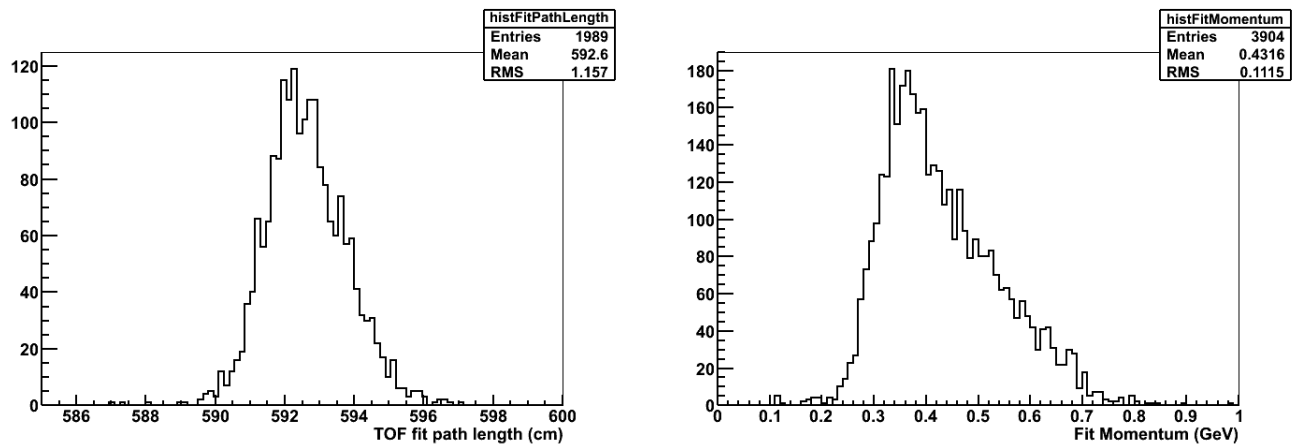 histFitPathLength
Entries 1989
Mean 592.6
RMS 1.157
120
100
80
60
40
20
0
586 588 590 592 594 596 598 600
TOF fit path length (cm)
histFitMomentum
Entries 3904
Mean 0.4316
RMS 0.1115
180
160
140
120
100
80
60
40
20
0
0 0.1 0.2 0.3 0.4 0.5 0.6 0.7 0.8 0.9 1
Fit Momentum (GeV)